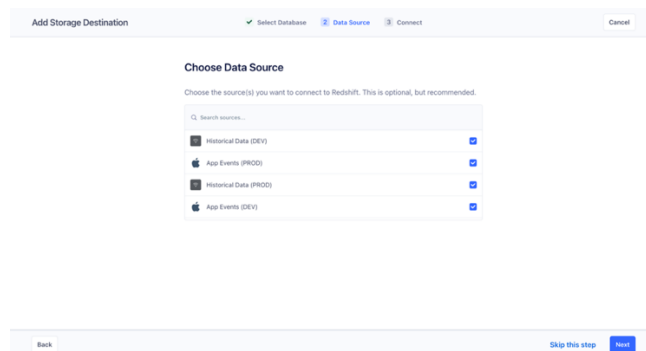 Add Storage Destination
Select Database
2 Data Source
3 Connect
Cancel
Choose Data Source
Choose the source(s) you want to connect to Redshift. This is optional, but recommended.
Search sources...
Historical Data (DEV)
App Events (PROD)
Historical Data (PROD)
App Events (DEV)
Back
Skip this step
Next